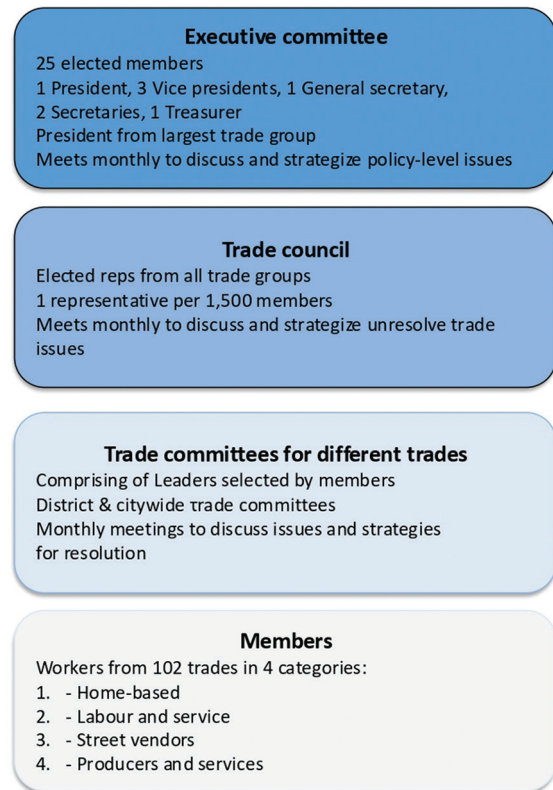 Executive committee
25 elected members
1 President, 3 Vice presidents, 1 General secretary,
2 Secretaries, 1 Treasurer
President from largest trade group
Meets monthly to discuss and strategize policy-level issues
Trade council
Elected reps from all trade groups
1 representative per 1,500 members
Meets monthly to discuss and strategize unresolve trade
issues
Trade committees for different trades
Comprising of Leaders selected by members
District & citywide trade committees
Monthly meetings to discuss issues and strategies
for resolution
Members
Workers from 102 trades in 4 categories:
1. - Home-based
2. - Labour and service
3. - Street vendors
4. - Producers and services